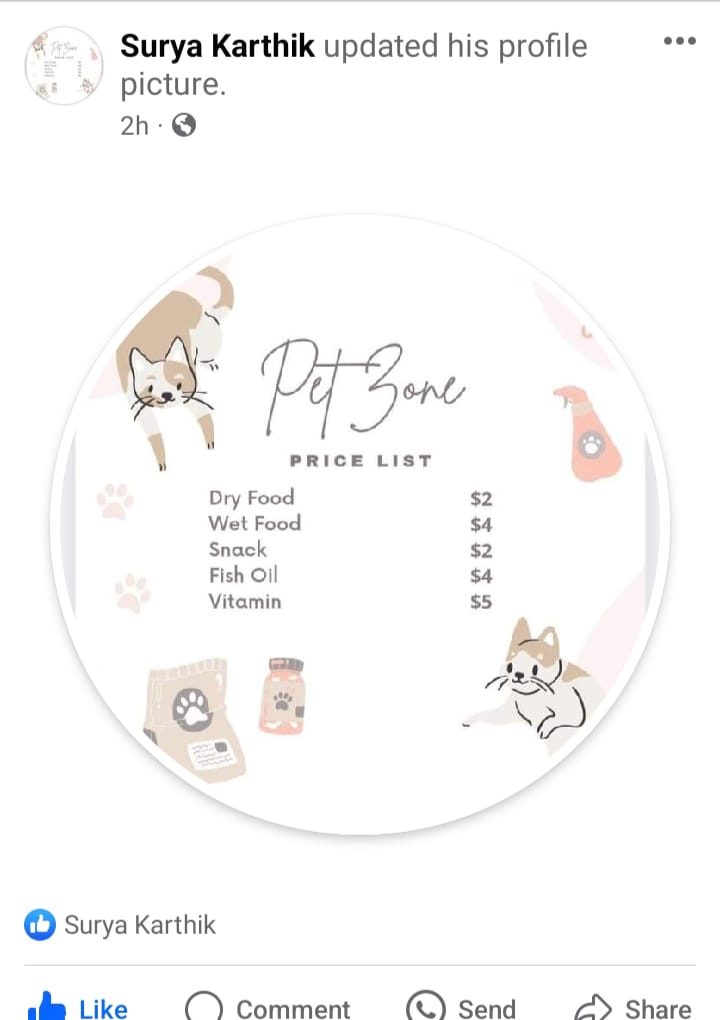 Surya Karthik updated his profile
picture.
2h ·
Pet Zone
PRICE LIST
Dry Food $2
Wet Food $4
Snack $2
Fish Oil $4
Vitamin $5
Surya Karthik
Like Comment Send Share